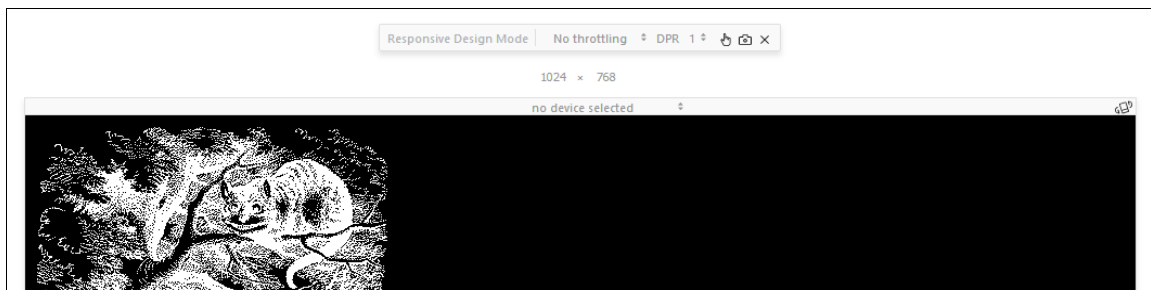 Responsive Design Mode No throttling DPR 1
1024 × 768
no device selected